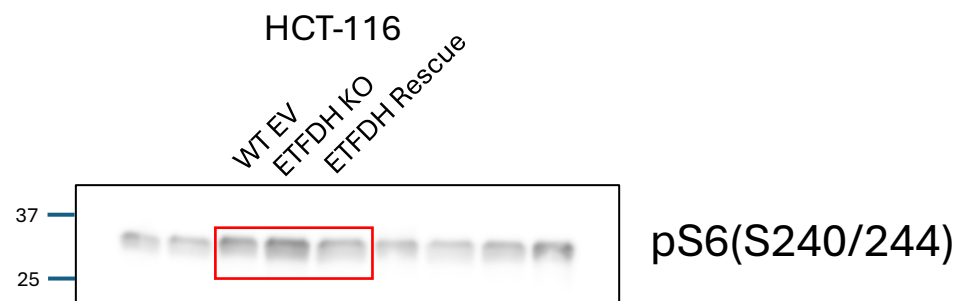 HCT-116
WT EV
ETFDH KO
ETFDH Rescue
37
pS6(S240/244)
25